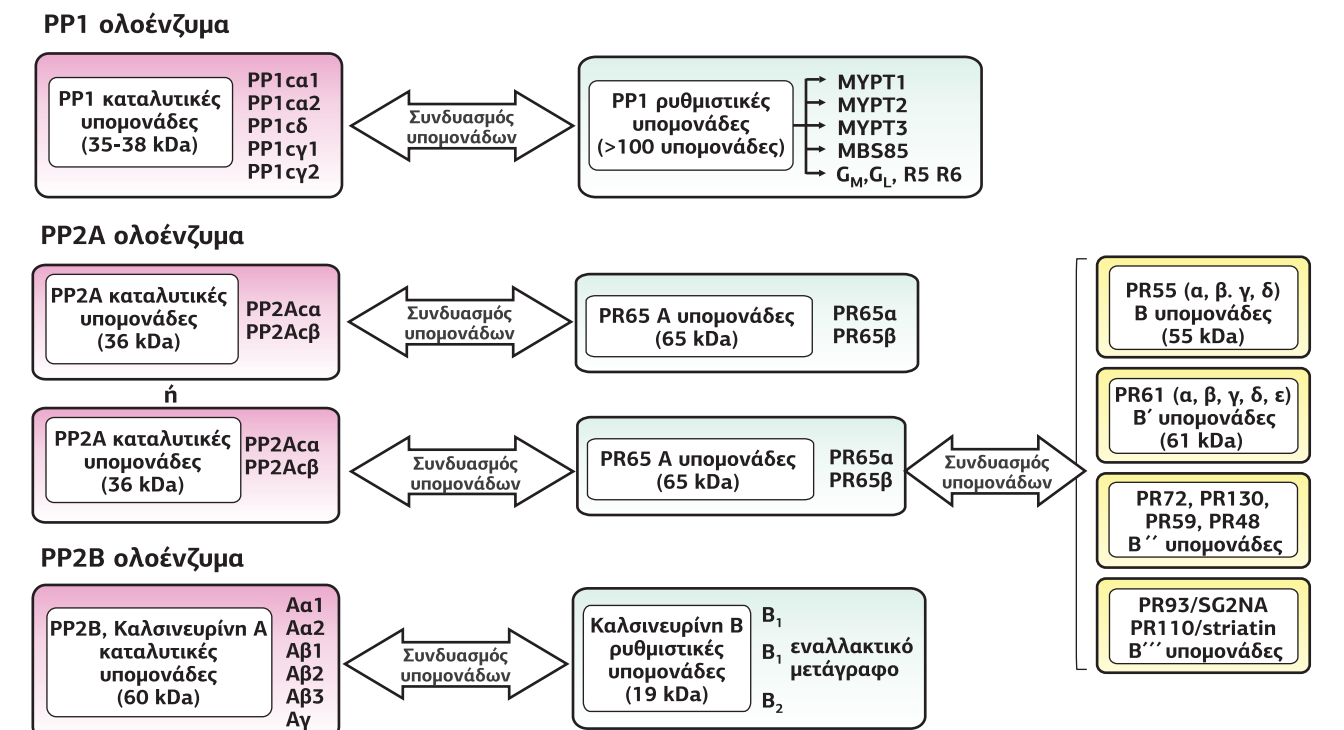 PP1 ολοένζυμα
PP1 καταλυτικές
υπομονάδες
(35-38 kDa)
PP1cα1
PP1cα2
PP1cδ
PP1cγ1
PP1cγ2
Συνδυασμός
υπομονάδων
PP1 ρυθμιστικές
υπομονάδες
(>100 υπομονάδες)
MYPT1
MYPT2
MYPT3
MBS85
GM,GL, R5 R6
PP2A ολοένζυμα
PP2A καταλυτικές
υπομονάδες
(36 kDa)
PP2Acα
PP2Acβ
Συνδυασμός
υπομονάδων
PR65 A υπομονάδες
(65 kDa)
PR65α
PR65β
ή
PP2A καταλυτικές
υπομονάδες
(36 kDa)
PP2Acα
PP2Acβ
Συνδυασμός
υπομονάδων
PR65 A υπομονάδες
(65 kDa)
PR65α
PR65β
Συνδυασμός
υπομονάδων
PR55 (α, β. γ, δ)
B υπομονάδες
(55 kDa)
PR61 (α, β, γ, δ, ε)
B΄ υπομονάδες
(61 kDa)
PR72, PR130,
PR59, PR48
B΄΄ υπομονάδες
PR93/SG2NA
PR110/striatin
B΄΄΄ υπομονάδες
PP2B ολοένζυμα
PP2B, Καλσινευρίνη A
καταλυτικές
υπομονάδες
(60 kDa)
Aα1
Aα2
Aβ1
Aβ2
Aβ3
Aγ
Συνδυασμός
υπομονάδων
Καλσινευρίνη B
ρυθμιστικές
υπομονάδες
(19 kDa)
B1
B1 εναλλακτικό
μετάγραφο
B2